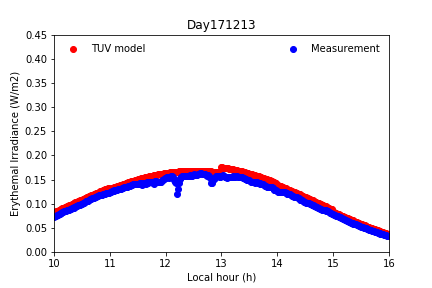 Day171213
TUV model
Measurement
Erythemal Irradiance (W/m2)
0.45
0.40
0.35
0.30
0.25
0.20
0.15
0.10
0.05
0.00
10 11 12 13 14 15 16
Local hour (h)